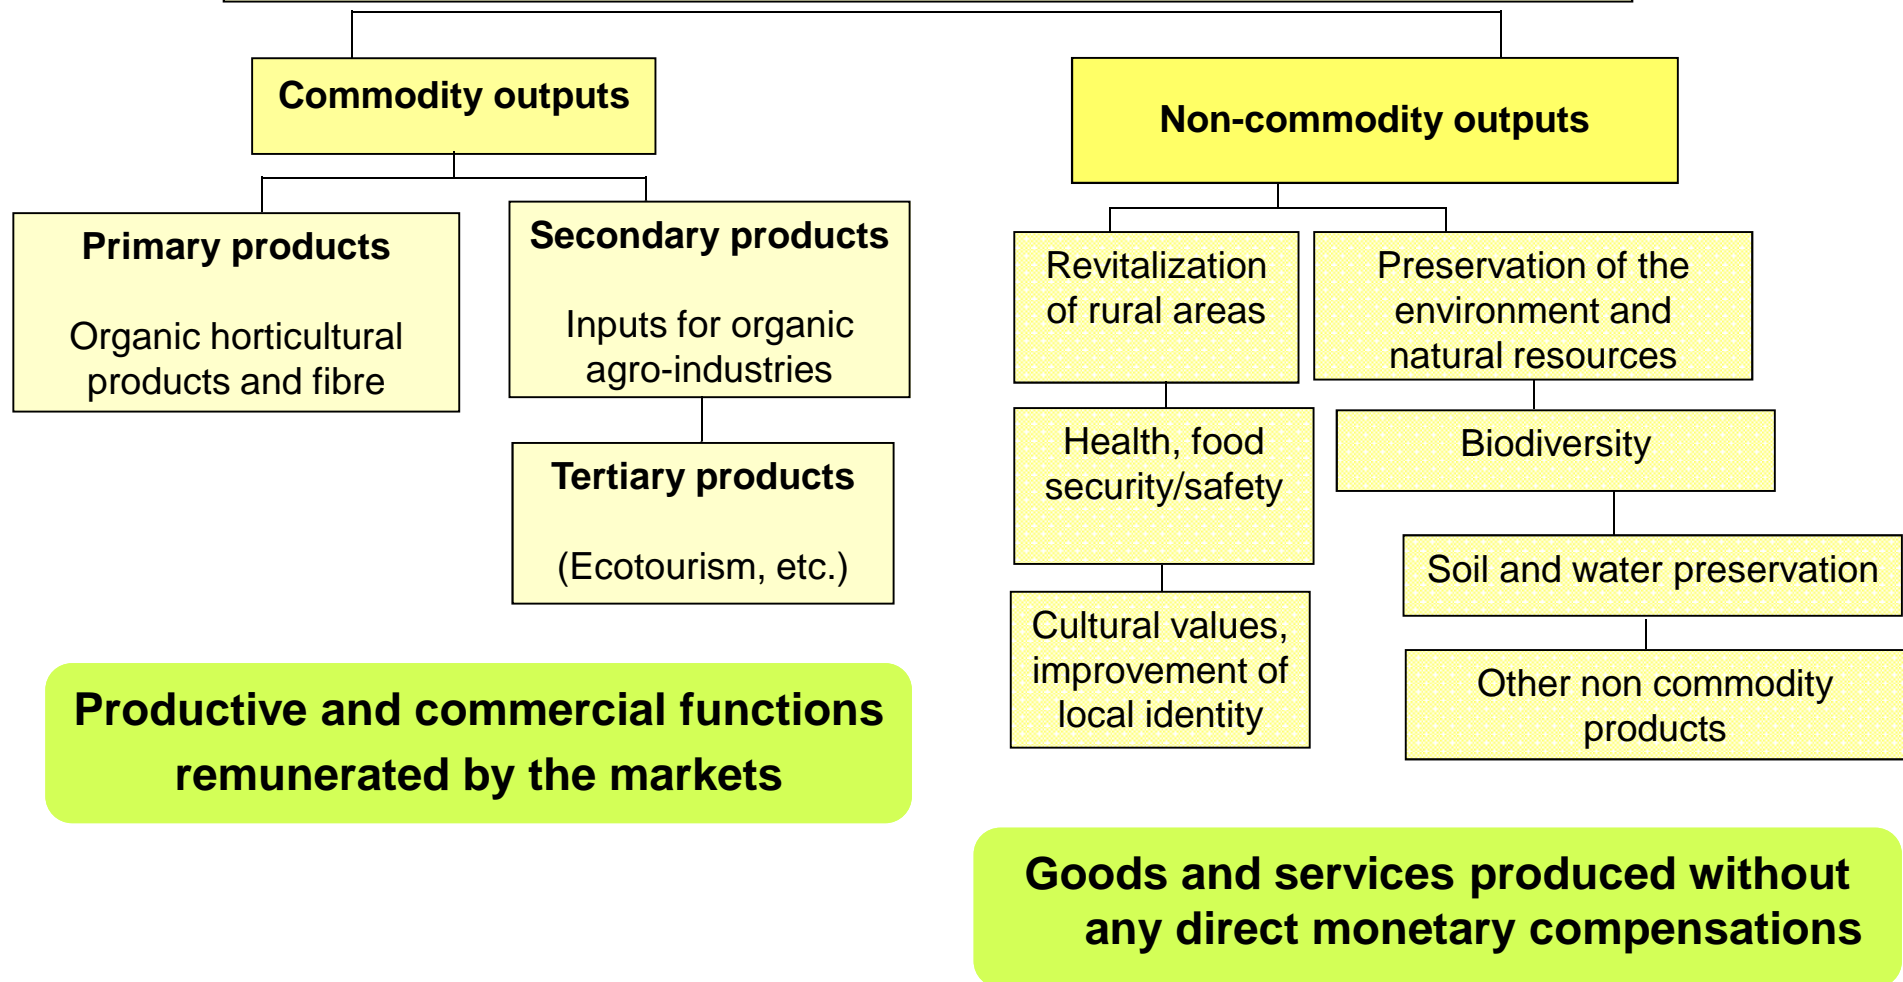 Commodity outputs
Non-commodity outputs
Primary products
Organic horticultural
products and fibre
Secondary products
Inputs for organic
agro-industries
Tertiary products
(Ecotourism, etc.)
Revitalization
of rural areas
Health, food
security/safety
Cultural values,
improvement of
local identity
Preservation of the
environment and
natural resources
Biodiversity
Soil and water preservation
Other non commodity
products
Productive and commercial functions
remunerated by the markets
Goods and services produced without
any direct monetary compensations